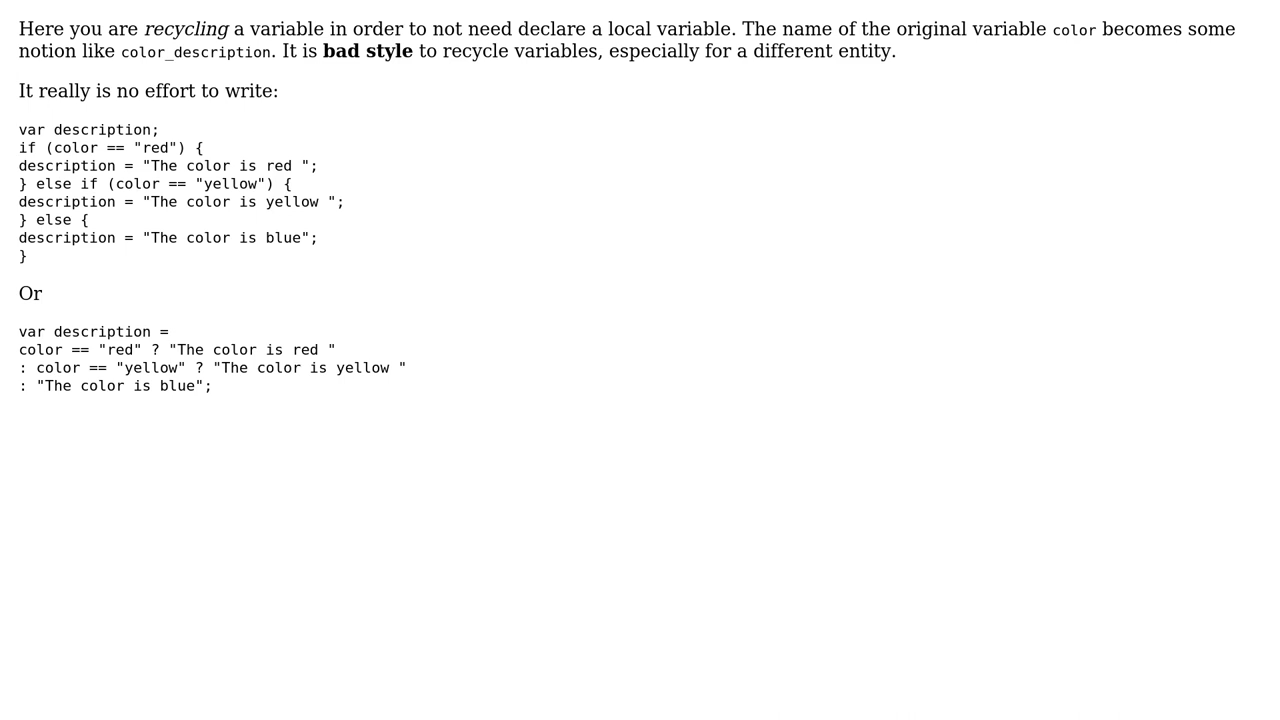 Here you are recycling a variable in order to not need declare a local variable. The name of the original variable color becomes some
notion like color_description. It is bad style to recycle variables, especially for a different entity.
It really is no effort to write:
var description;
if (color == "red") {
description = "The color is red ";
} else if (color == "yellow") {
description = "The color is yellow ";
} else {
description = "The color is blue";
}
Or
var description =
color == "red" ? "The color is red "
: color == "yellow" ? "The color is yellow "
: "The color is blue";